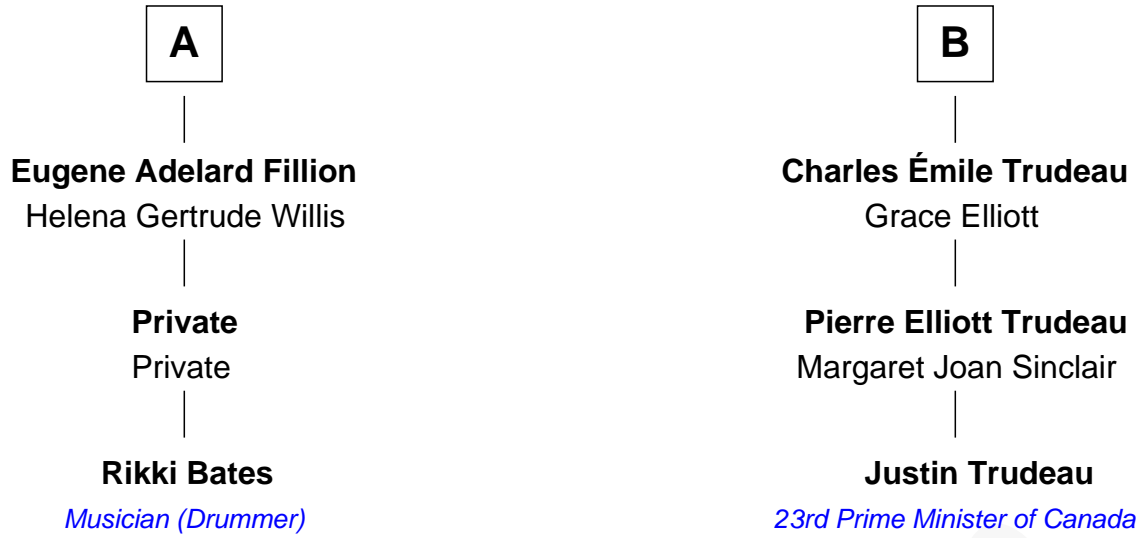 A
Eugene Adelard Fillion
Helena Gertrude Willis
Private
Private
Rikki Bates
Musician (Drummer)
B
Charles Émile Trudeau
Grace Elliott
Pierre Elliott Trudeau
Margaret Joan Sinclair
Justin Trudeau
23rd Prime Minister of Canada